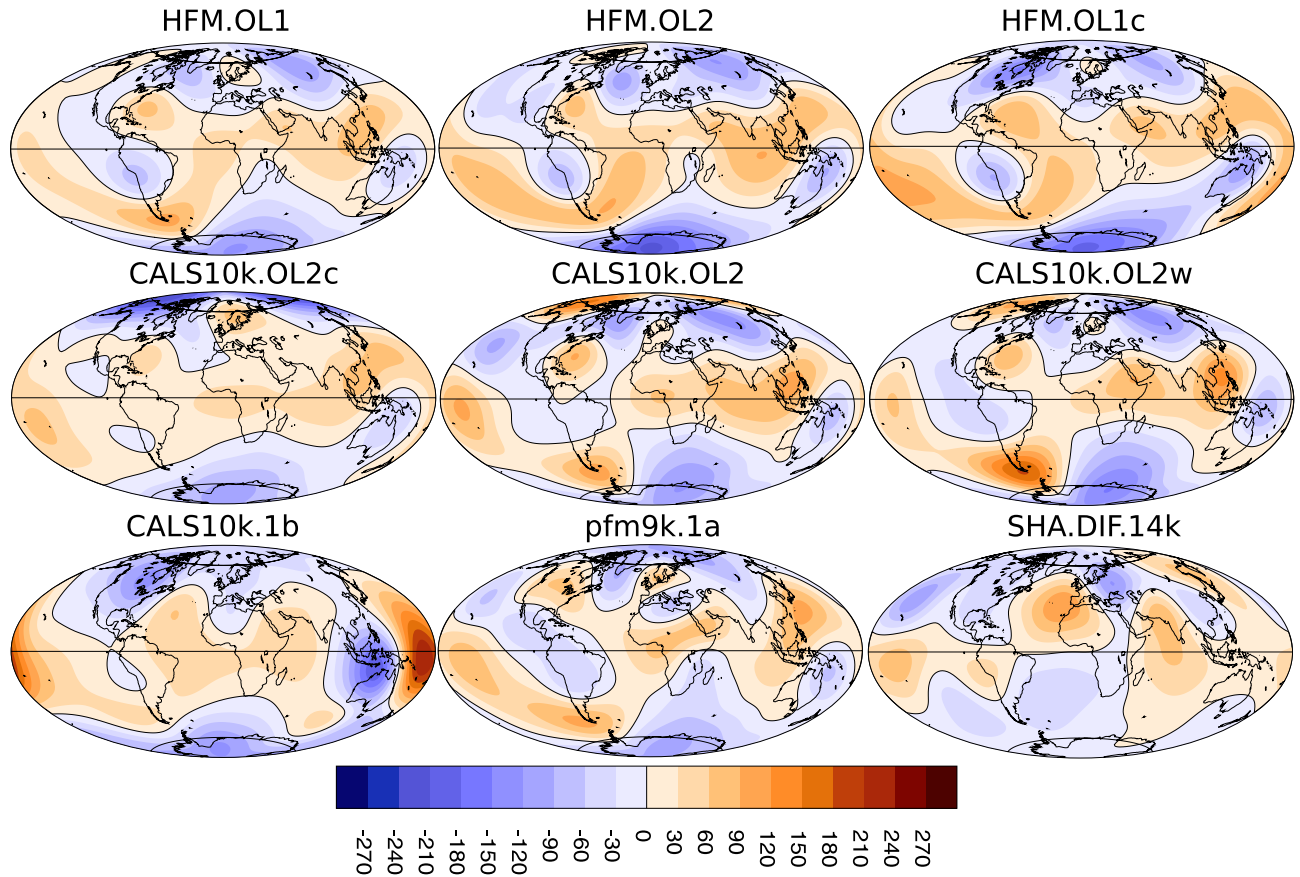 HFM.OL1 HFM.OL2 HFM.OL1c
CALS10k.OL2c CALS10k.OL2 CALS10k.OL2w
CALS10k.1b pfm9k.1a SHA.DIF.14k
-270 -240 -210 -180 -150 -120 -90 -60 -30 0 30 60 90 120 150 180 210 240 270